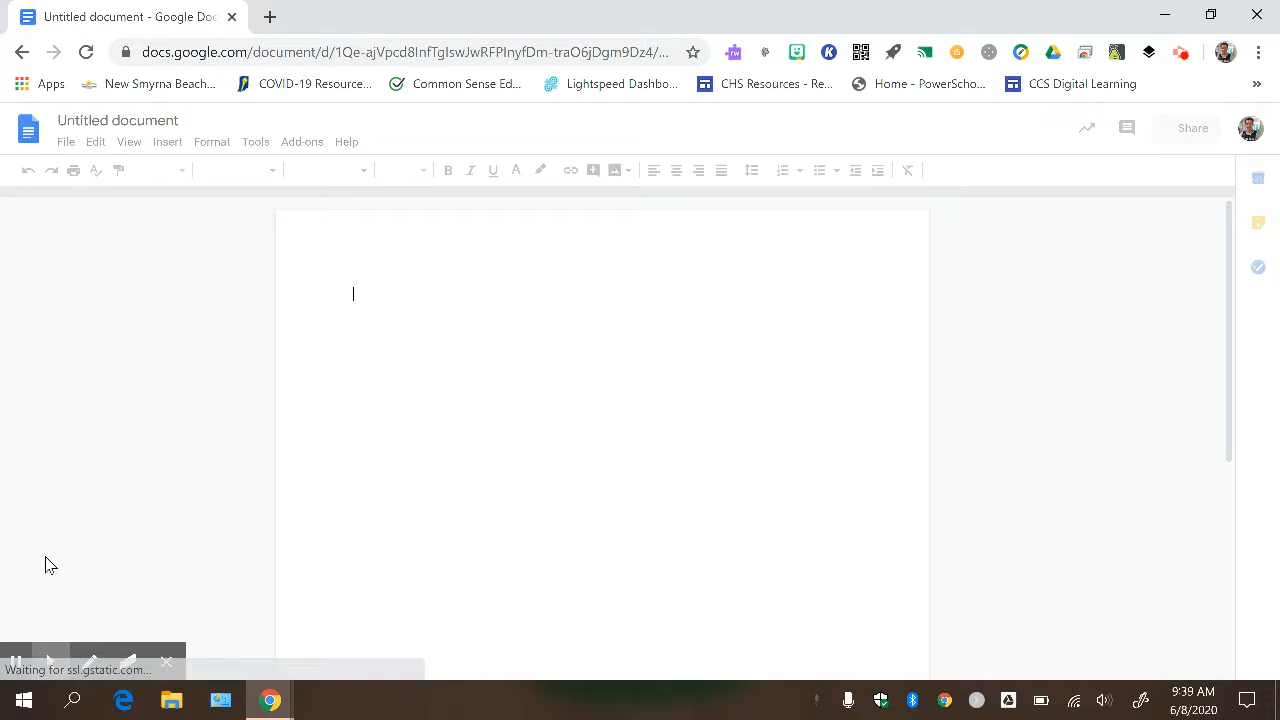 Untitled document - Google Doc
docs.google.com/document/d/1Qe-ajVpcd8InfTgIswJwRFPInyfDm-traO6jDgm9Dz4/...
Apps
New Smyrna Beach...
COVID-19 Resource...
Common Sense Ed...
Lightspeed Dashbo...
CHS Resources - Re...
Home - PowerScho...
CCS Digital Learning
»
Untitled document
Share
File Edit View Insert Format Tools Add-ons Help
Waiting for ssl.gstatic.com...
9:39 AM
6/8/2020